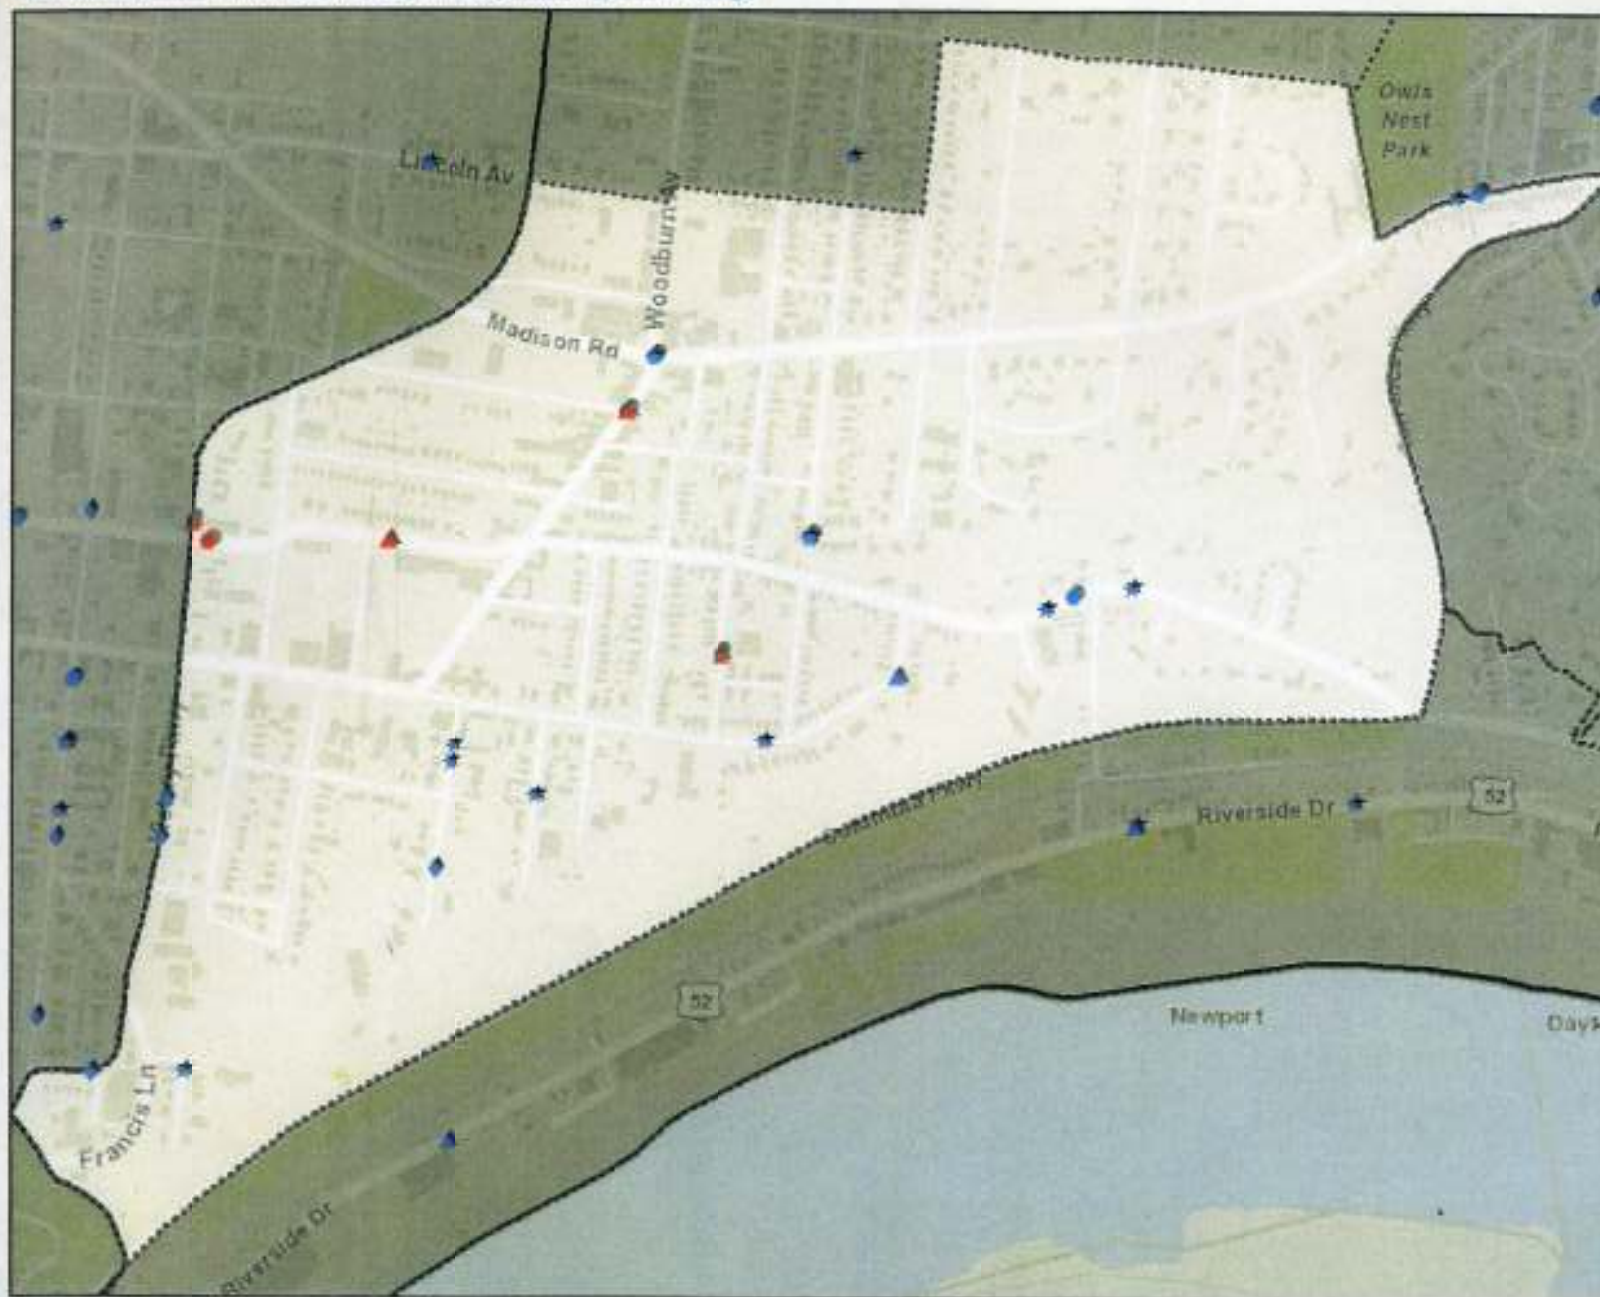 Owls
Nest
Park
Lincoln Av
Woodburn Av
Madison Rd
Riverside Dr
52
52
Newport
Francis Ln
Riverside Dr